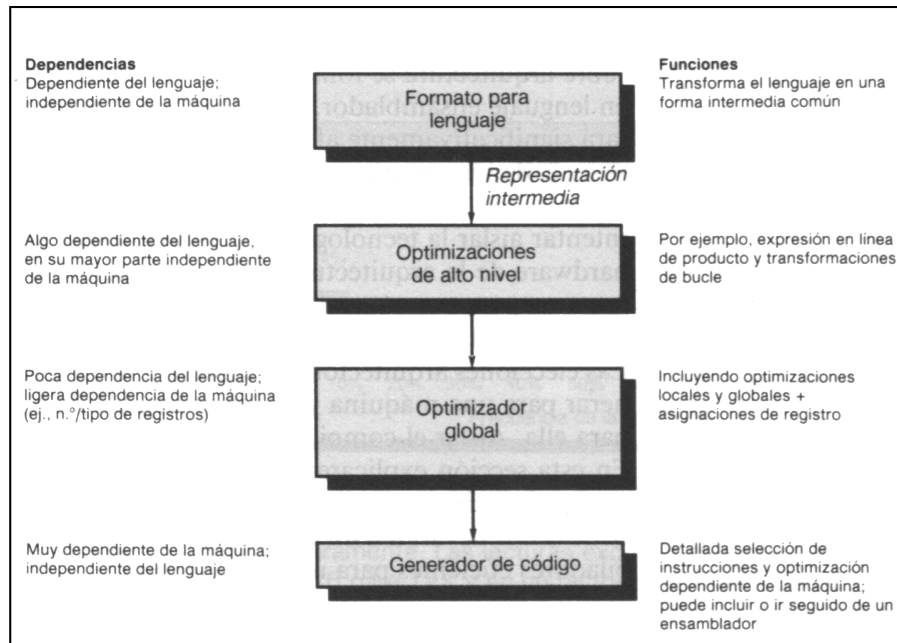 Dependencias
Dependiente del lenguaje;
independiente de la máquina
Formato para
lenguaje
Funciones
Transforma el lenguaje en una
forma intermedia común
Representación
intermedia
Algo dependiente del lenguaje,
en su mayor parte independiente
de la máquina
Optimizaciones
de alto nivel
Por ejemplo, expresión en línea
de producto y transformaciones
de bucle
Poca dependencia del lenguaje;
ligera dependencia de la máquina
(ej., n.°/tipo de registros)
Optimizador
global
Incluyendo optimizaciones
locales y globales +
asignaciones de registro
Muy dependiente de la máquina;
independiente del lenguaje
Generador de código
Detallada selección de
instrucciones y optimización
dependiente de la máquina;
puede incluir o ir seguido de un
ensamblador